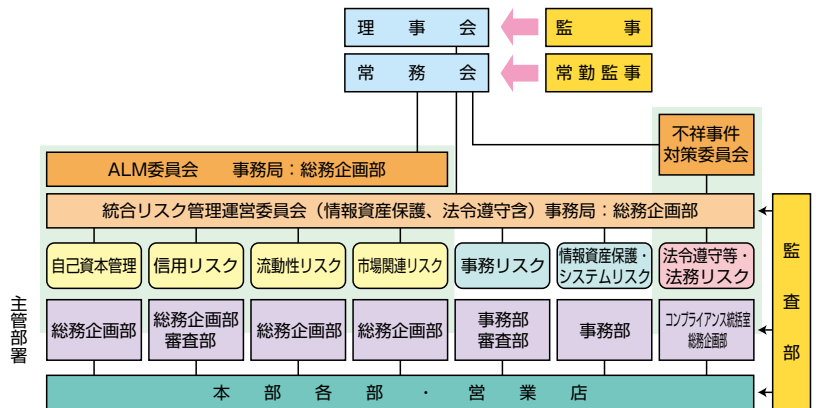 理事会
監事
常務会
常勤監事
不祥事件
対策委員会
ALM委員会 事務局：総務企画部
統合リスク管理運営委員会（情報資産保護、法令遵守含）事務局：総務企画部
自己資本管理
信用リスク
流動性リスク
市場関連リスク
事務リスク
情報資産保護・
システムリスク
法令遵守等・
法務リスク
監査部
主管部署
総務企画部
総務企画部
審査部
総務企画部
総務企画部
事務部
審査部
事務部
コンプライアンス統括室
総務企画部
本部各部・営業店